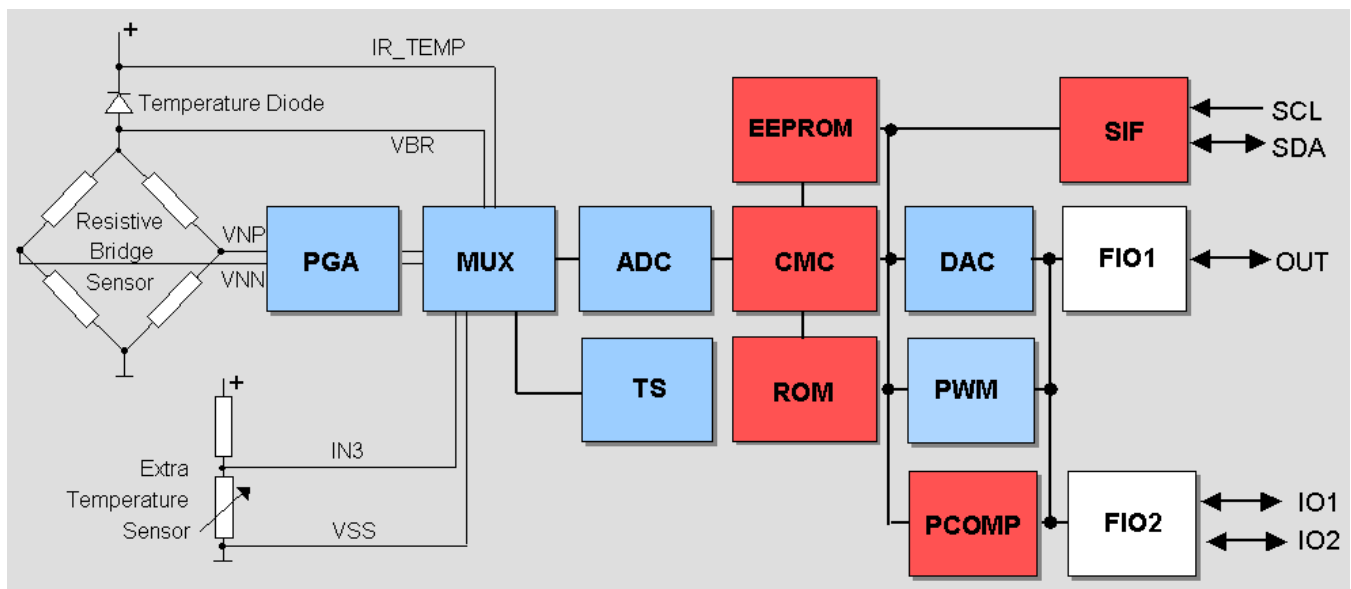 +
IR_TEMP
Temperature Diode
VBR
EEPROM
SIF
SCL
SDA
Resistive
Bridge
Sensor
VNP
VNN
PGA
MUX
ADC
CMC
DAC
FIO1
OUT
TS
ROM
PWM
+
IN3
Extra
Temperature
Sensor
VSS
PCOMP
FIO2
IO1
IO2